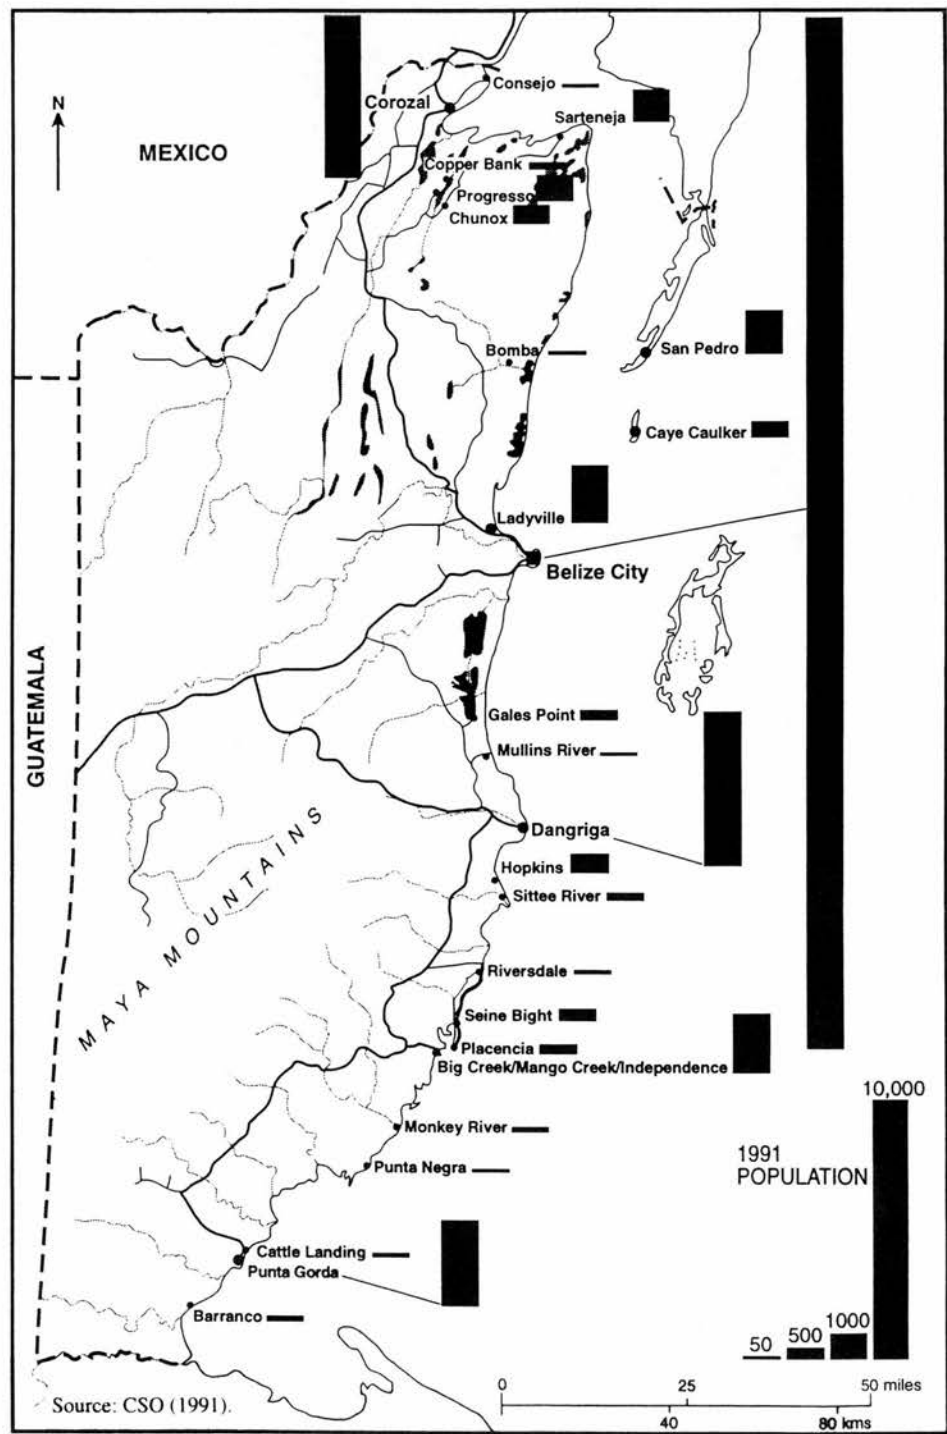 N
MEXICO
Consejo
Corozal
Sarteneja
Copper Bank
Progresso
Chunox
Bomba
San Pedro
Caye Caulker
Ladyville
Belize City
GUATEMALA
Gales Point
Mullins River
Dangriga
MAYA MOUNTAINS
Hopkins
Sittee River
Riversdale
Seine Bight
Placencia
Big Creek/Mango Creek/Independence
Monkey River
Punta Negra
Cattle Landing
Punta Gorda
Barranco
10,000
1991
POPULATION
50
500
1000
Source: CSO (1991).
0
25
50 miles
40
80 kms